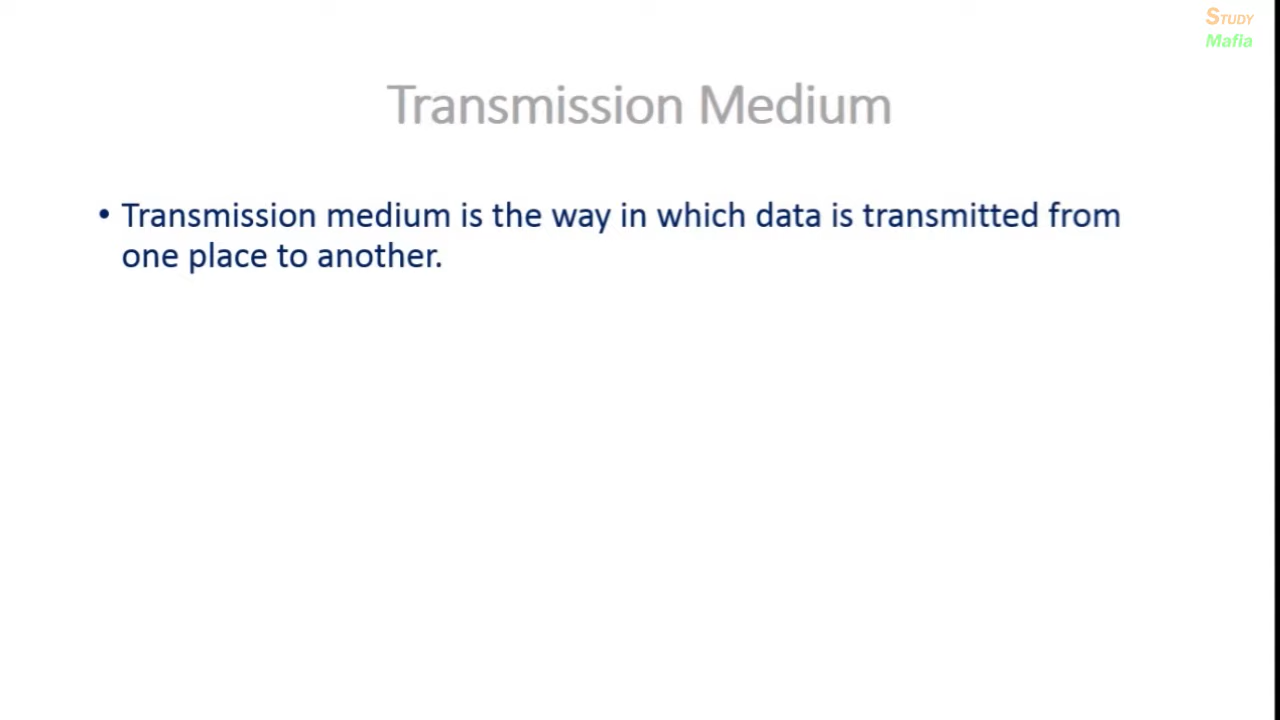 STUDY
Mafia
Transmission Medium
• Transmission medium is the way in which data is transmitted from
one place to another.